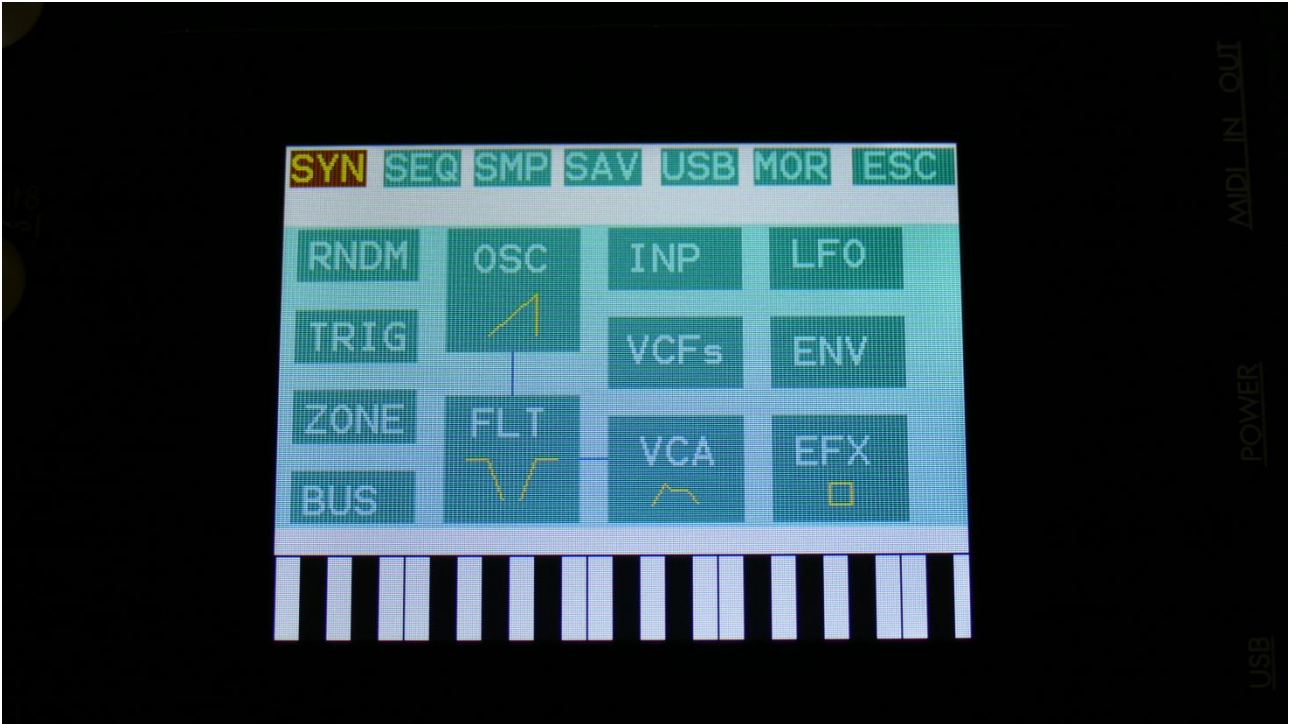 SYN SEQ SMP SAV USB MOR ESC
RNDM OSC INP LFO
TRIG VCFs ENV
ZONE FLT VCA EFX
BUS
MIDI IN OUT
POWER
USB